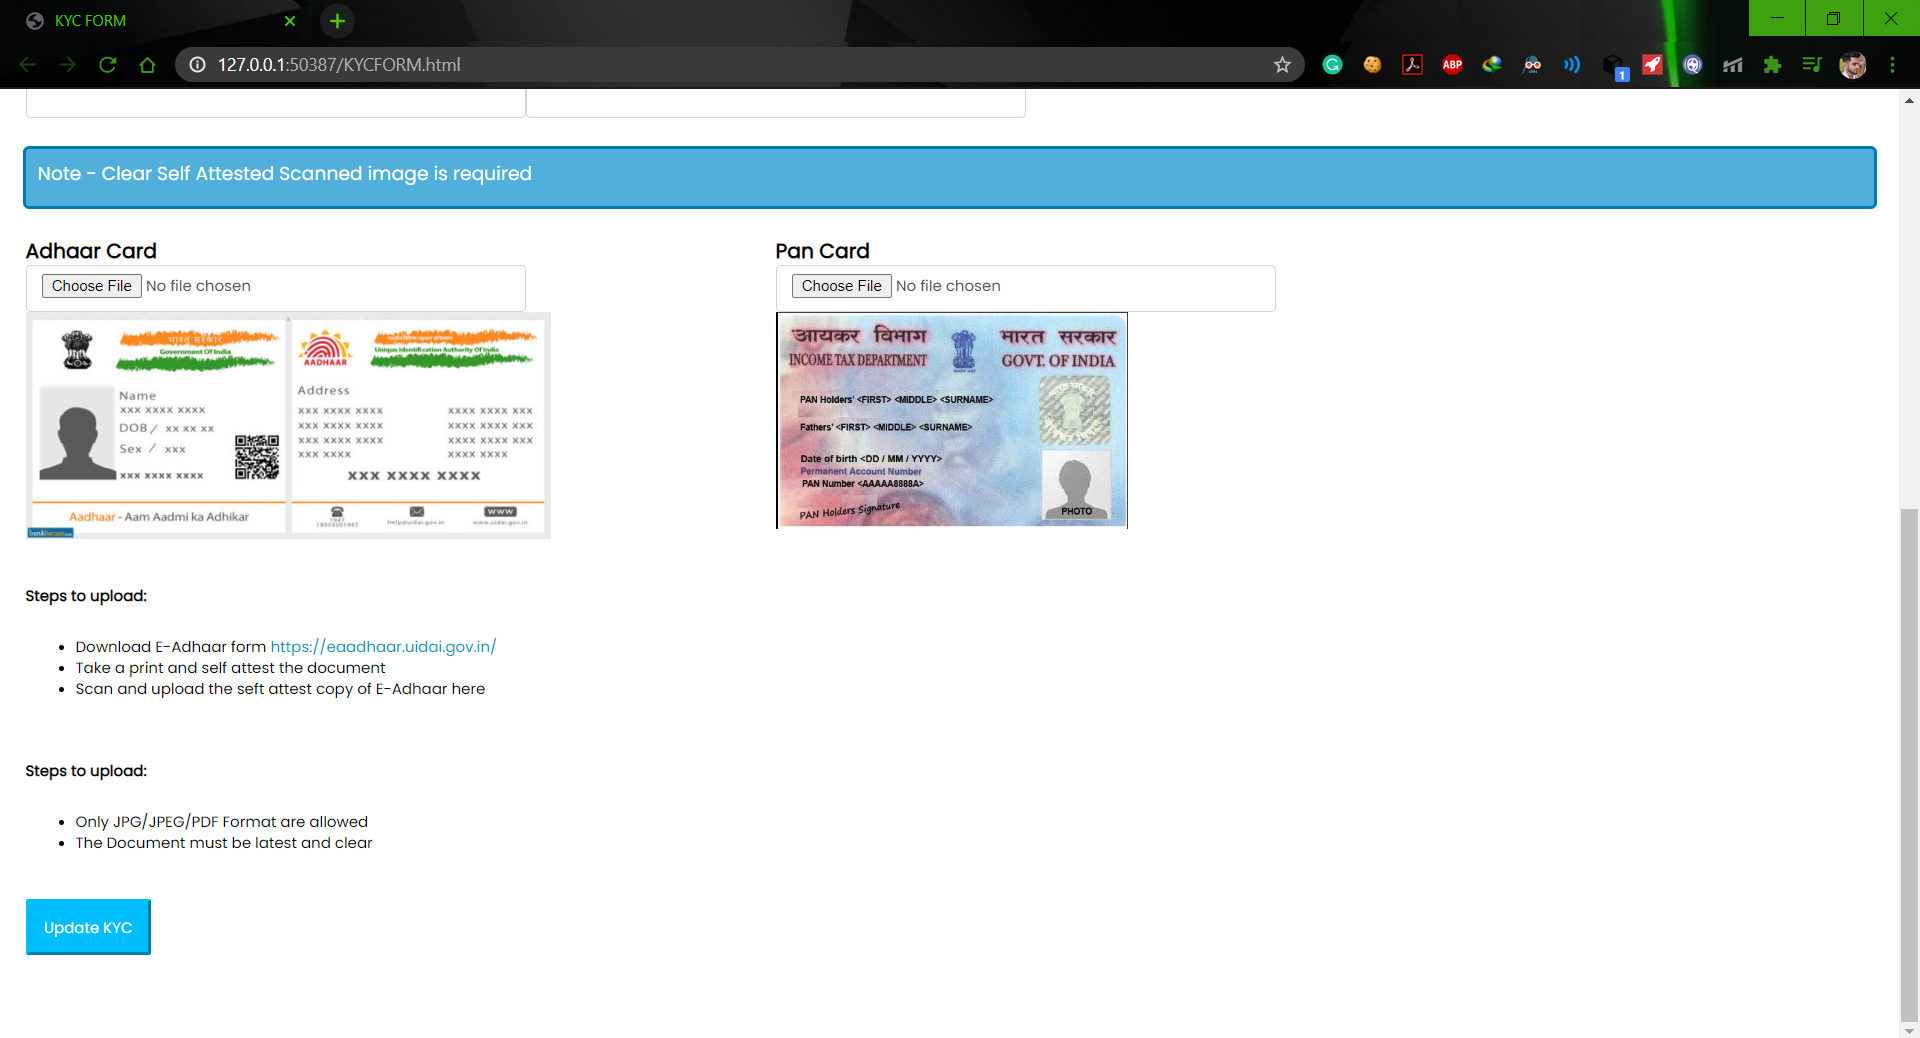 KYC FORM
127.0.0.1:50387/KYCFORM.html
ABP
1
Note - Clear Self Attested Scanned image is required
Adhaar Card
Choose File No file chosen
भारत सरकार
Government Of India
Name
xxx xxxx xxxx
DOB/ xx xx xx
Sex / xxx
xxx xxxx xxxx
Aadhaar - Aam Aadmi ka Adhikar
AADHAAR
Unique Identification Authority Of India
Address
xxx xxxx xxxx xxxx xxxx xxx
xxx xxxx xxxx xxxx xxxx xxx
xxx xxxx xxxx xxxx xxxx xxx
xxx xxxx xxxx xxxx
xxx xxxx xxxx
1947
18003001947
help@uidai.gov.in
www
www.uidai.gov.in
Pan Card
Choose File No file chosen
आयकर विभाग भारत सरकार
INCOME TAX DEPARTMENT GOVT. OF INDIA
PAN Holders' <FIRST> <MIDDLE> <SURNAME>
Fathers' <FIRST> <MIDDLE> <SURNAME>
Date of birth <DD / MM / YYYY>
Permanent Account Number
PAN Number <AAAAA8888A>
PAN Holders Signature
PHOTO
Steps to upload:
Download E-Adhaar form https://eaadhaar.uidai.gov.in/
Take a print and self attest the document
Scan and upload the seft attest copy of E-Adhaar here
Steps to upload:
Only JPG/JPEG/PDF Format are allowed
The Document must be latest and clear
Update KYC